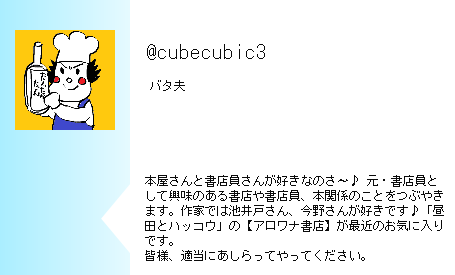 @cubecubic3
バタ夫
本屋さんと書店員さんが好きなのさ～♪ 元・書店員と
して興味のある書店や書店員、本関係のことをつぶやき
ます。作家では池井戸さん、今野さんが好きです♪「昼
田とハッコウ」の【アロワナ書店】が最近のお気に入り
です。
皆様、適当にあしらってやってください。